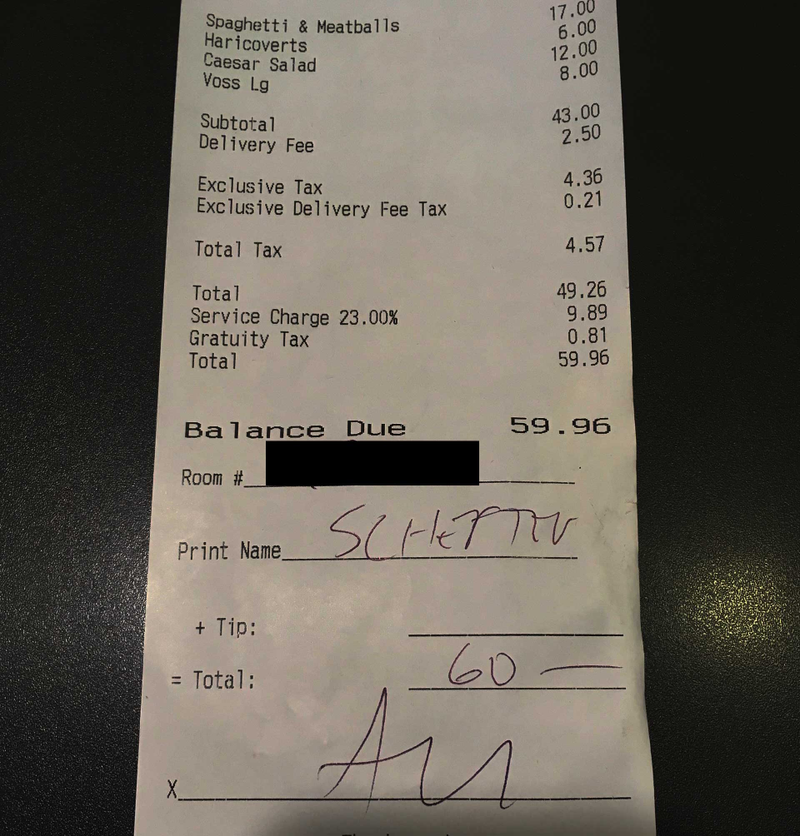 Spaghetti & Meatballs 17.00
Haricoverts 6.00
Caesar Salad 12.00
Voss Lg 8.00
Subtotal 43.00
Delivery Fee 2.50
Exclusive Tax 4.36
Exclusive Delivery Fee Tax 0.21
Total Tax 4.57
Total 49.26
Service Charge 23.00% 9.89
Gratuity Tax 0.81
Total 59.96
Balance Due 59.96
Room #
Print Name
+ Tip:
= Total: 60 —
X